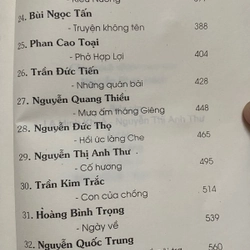 24. Bùi Ngọc Tấn
- Truyện không tên 388
25. Phan Cao Toại
- Phở Hợp Lợi 404
26. Trần Đức Tiến
- Những quân bài 427
27. Nguyễn Quang Thiều
- Mưa ấm tháng Giêng 448
28. Nguyễn Đức Thọ
- Hồi ức làng Che 465
29. Nguyễn Thị Anh Thư
- Cố hương 495
30. Trần Kim Trắc
- Con của chồng 514
31. Hoàng Bình Trọng
- Ngày về 539
32. Nguyễn Quốc Trung
560